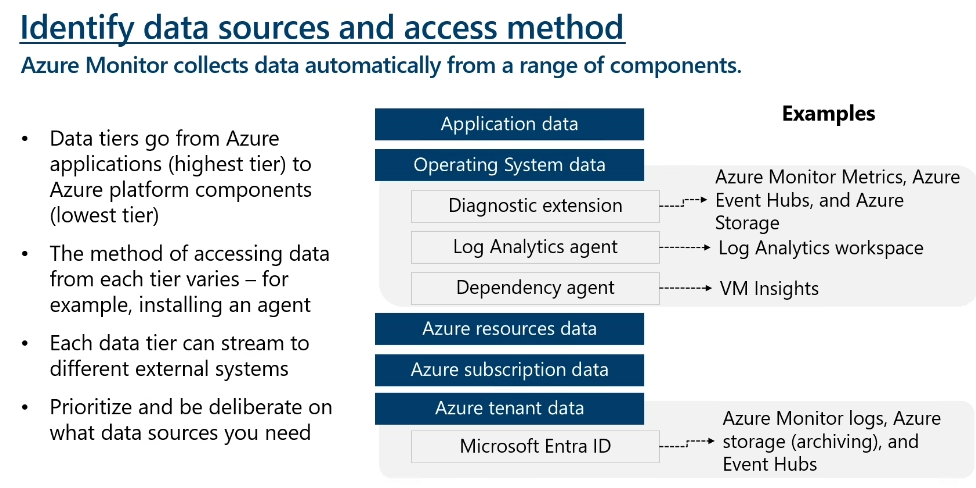 Identify data sources and access method
Azure Monitor collects data automatically from a range of components.
• Data tiers go from Azure
applications (highest tier) to
Azure platform components
(lowest tier)
• The method of accessing data
from each tier varies – for
example, installing an agent
• Each data tier can stream to
different external systems
• Prioritize and be deliberate on
what data sources you need
Examples
Application data
Operating System data
Diagnostic extension
Azure Monitor Metrics, Azure
Event Hubs, and Azure
Storage
Log Analytics agent
Log Analytics workspace
Dependency agent
VM Insights
Azure resources data
Azure subscription data
Azure tenant data
Microsoft Entra ID
Azure Monitor logs, Azure
storage (archiving), and
Event Hubs